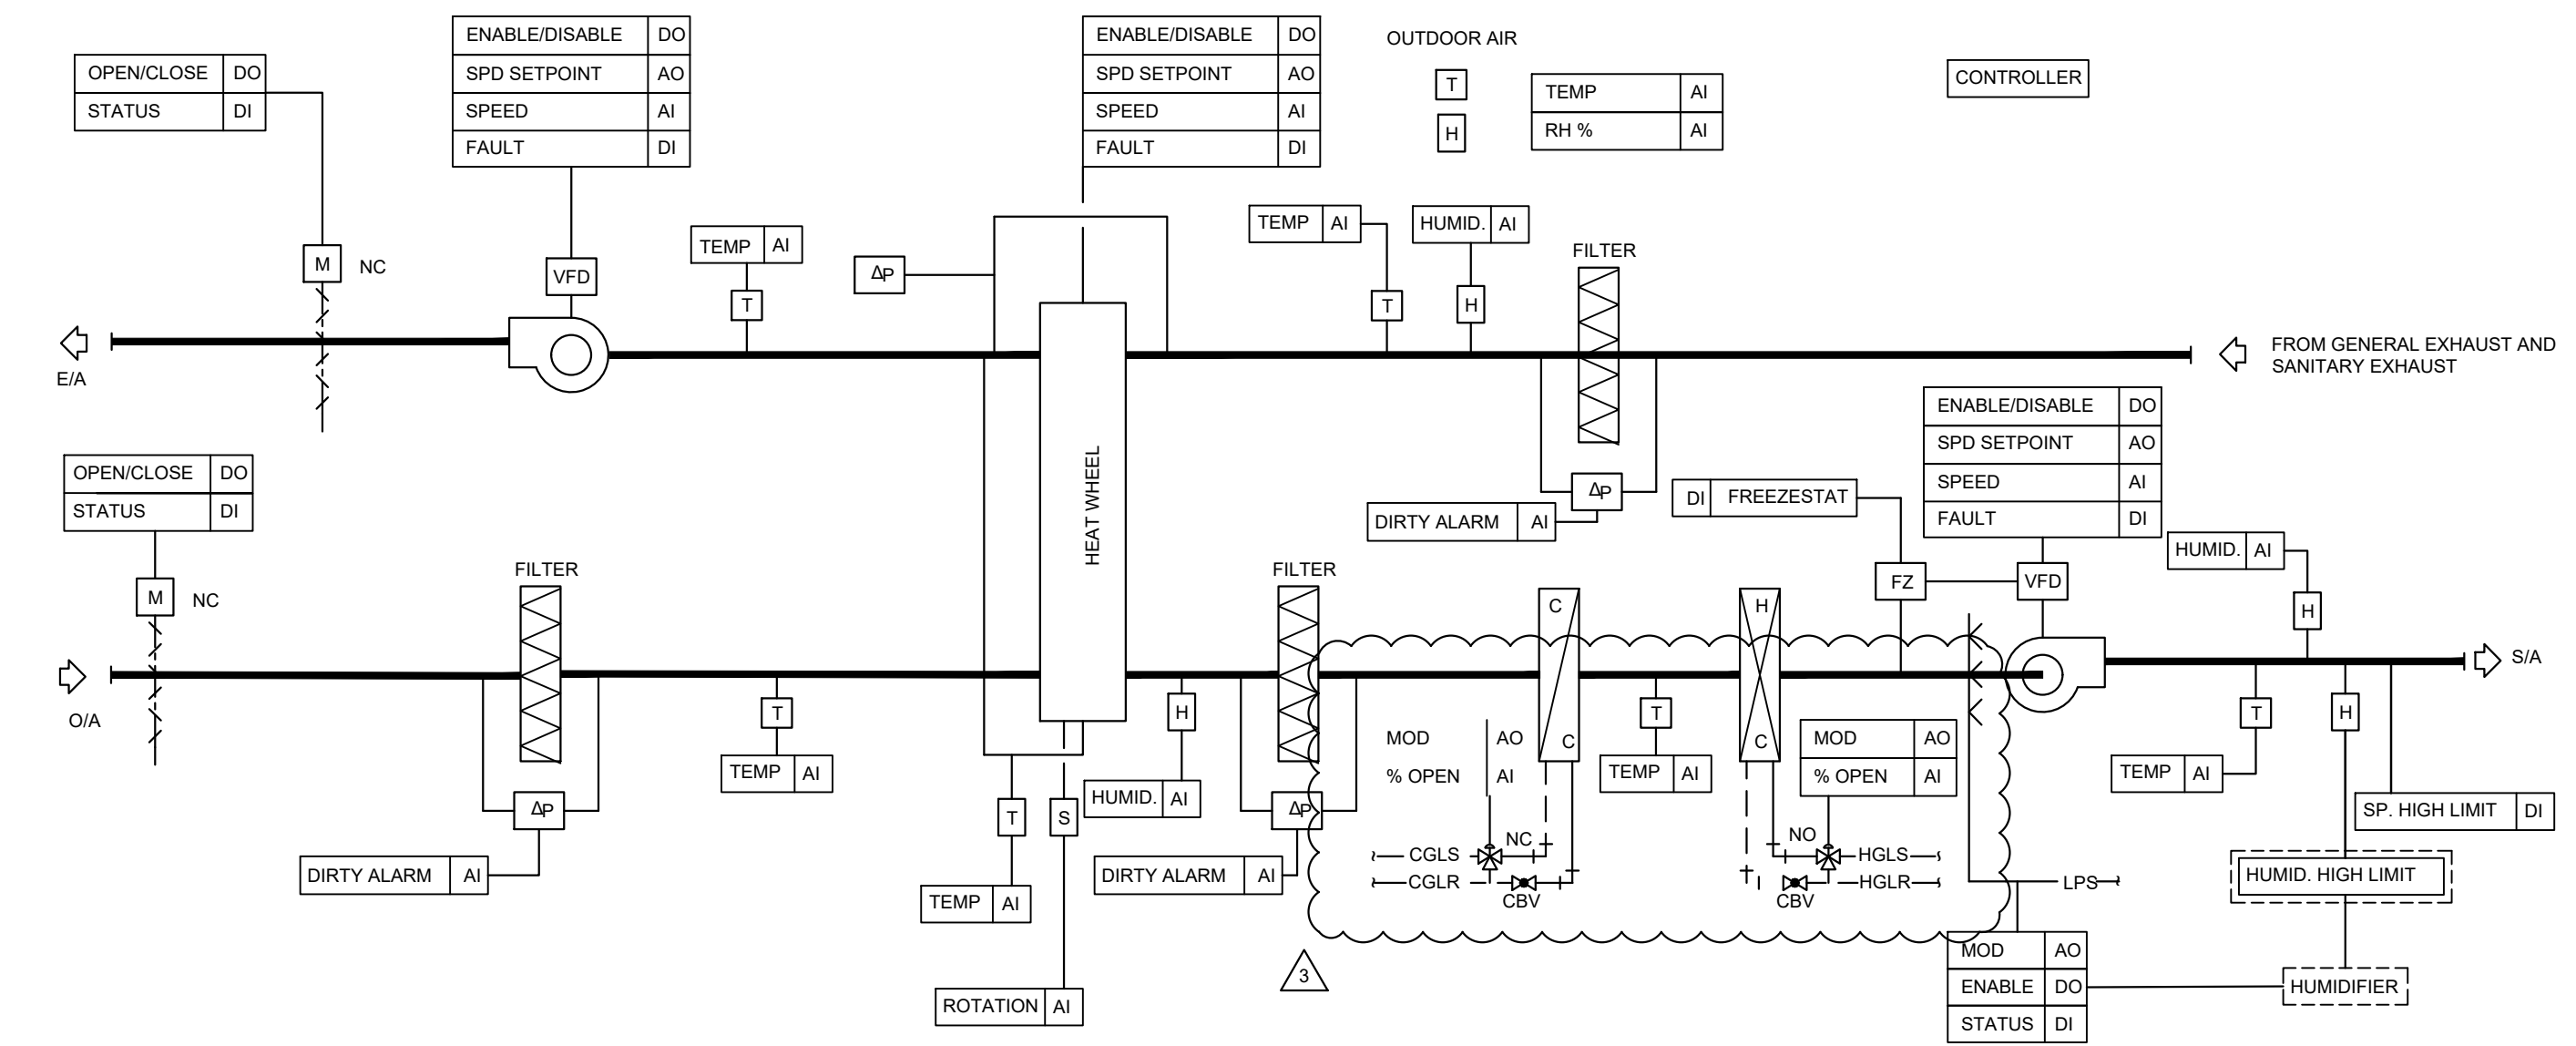 OPEN/CLOSE DO
STATUS DI
ENABLE/DISABLE DO
SPD SETPOINT AO
SPEED AI
FAULT DI
ENABLE/DISABLE DO
SPD SETPOINT AO
SPEED AI
FAULT DI
OUTDOOR AIR
T
H
TEMP AI
RH % AI
CONTROLLER
M NC
VFD
TEMP AI
T
ΔP
TEMP AI
T
HUMID. AI
H
FILTER
E/A
FROM GENERAL EXHAUST AND
SANITARY EXHAUST
ΔP
DIRTY ALARM AI
DI FREEZESTAT
ENABLE/DISABLE DO
SPD SETPOINT AO
SPEED AI
FAULT DI
HUMID. AI
H
OPEN/CLOSE DO
STATUS DI
M NC
O/A
FILTER
ΔP
DIRTY ALARM AI
T
TEMP AI
HEAT WHEEL
T
TEMP AI
S
ROTATION AI
H
HUMID. AI
FILTER
ΔP
DIRTY ALARM AI
C
C
MOD AO
% OPEN AI
NC
CGLS
CGLR
CBV
T
TEMP AI
H
C
MOD AO
% OPEN AI
NO
HGLS
HGLR
CBV
FZ
VFD
S/A
T
TEMP AI
H
SP. HIGH LIMIT DI
HUMID. HIGH LIMIT
LPS
MOD AO
ENABLE DO
STATUS DI
HUMIDIFIER
3